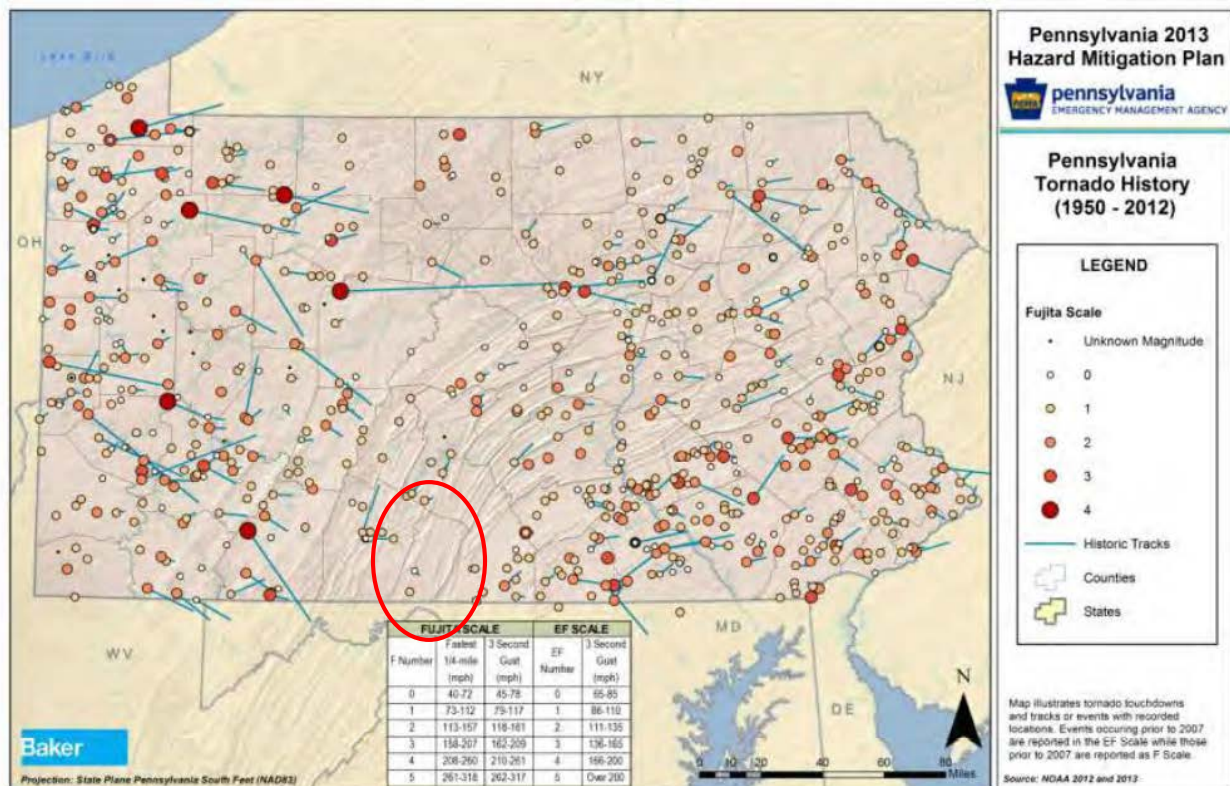 Lake Erie
NY
OH
NJ
WV
MD
DE
N
Baker
Projection: State Plane Pennsylvania South Feet (NAD83)
FUJITA SCALE EF SCALE
F Number Fastest 1/4-mile (mph) 3 Second Gust (mph) EF Number 3 Second Gust (mph)
0 40-72 45-78 0 65-85
1 73-112 79-117 1 86-110
2 113-157 118-161 2 111-135
3 158-207 162-209 3 136-165
4 208-260 210-261 4 166-200
5 261-318 262-317 5 Over 200
0 10 20 40 60 80
Miles
Pennsylvania 2013
Hazard Mitigation Plan
PEMA
pennsylvania
EMERGENCY MANAGEMENT AGENCY
Pennsylvania
Tornado History
(1950 - 2012)
LEGEND
Fujita Scale
Unknown Magnitude
0
1
2
3
4
Historic Tracks
Counties
States
Map illustrates tornado touchdowns
and tracks or events with recorded
locations. Events occuring prior to 2007
are reported in the EF Scale while those
prior to 2007 are reported as F Scale.
Source: NOAA 2012 and 2013